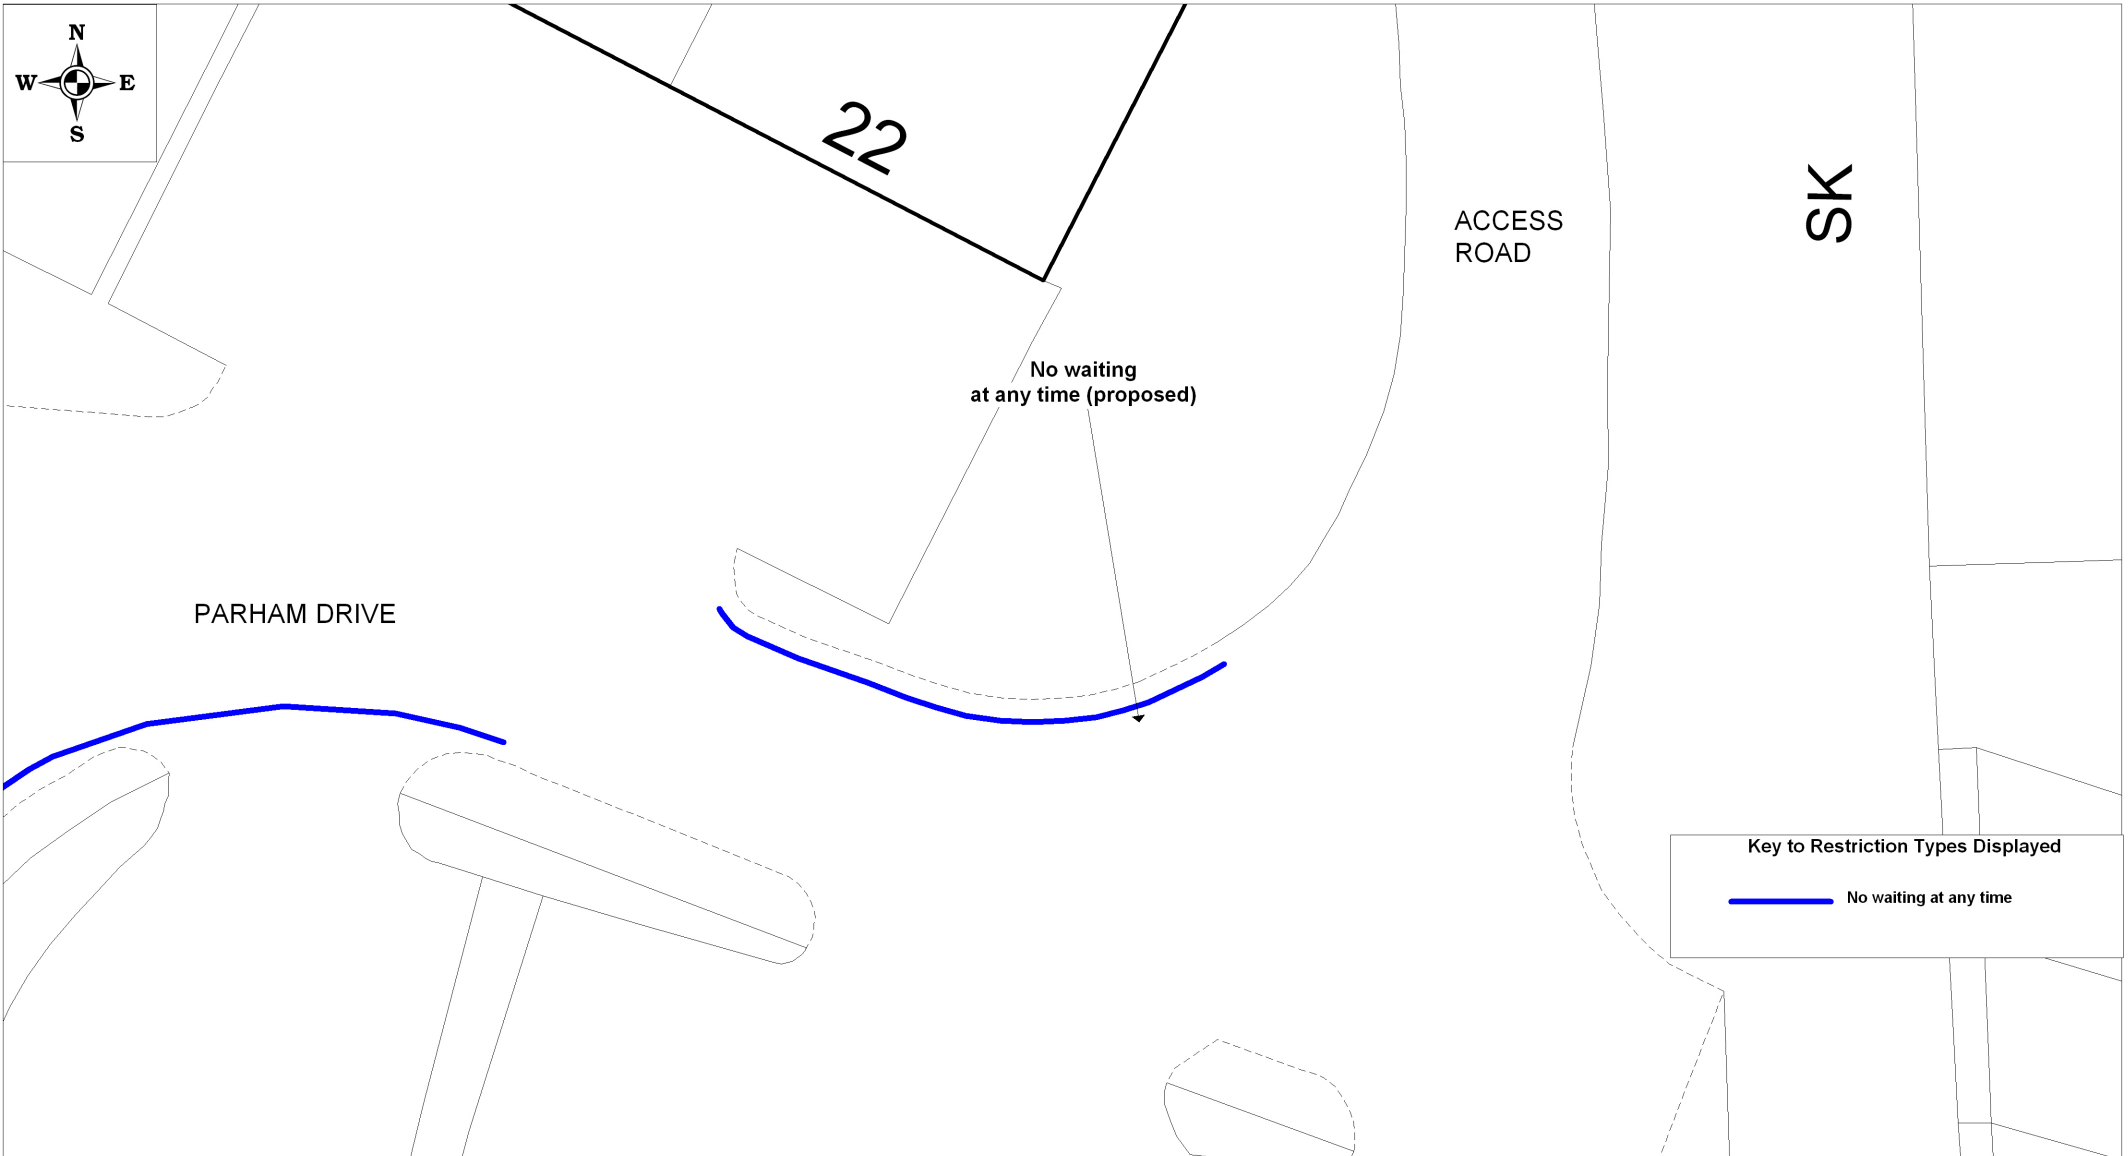 N
W E
S
22
ACCESS
ROAD
SK
No waiting
at any time (proposed)
PARHAM DRIVE
Key to Restriction Types Displayed
No waiting at any time